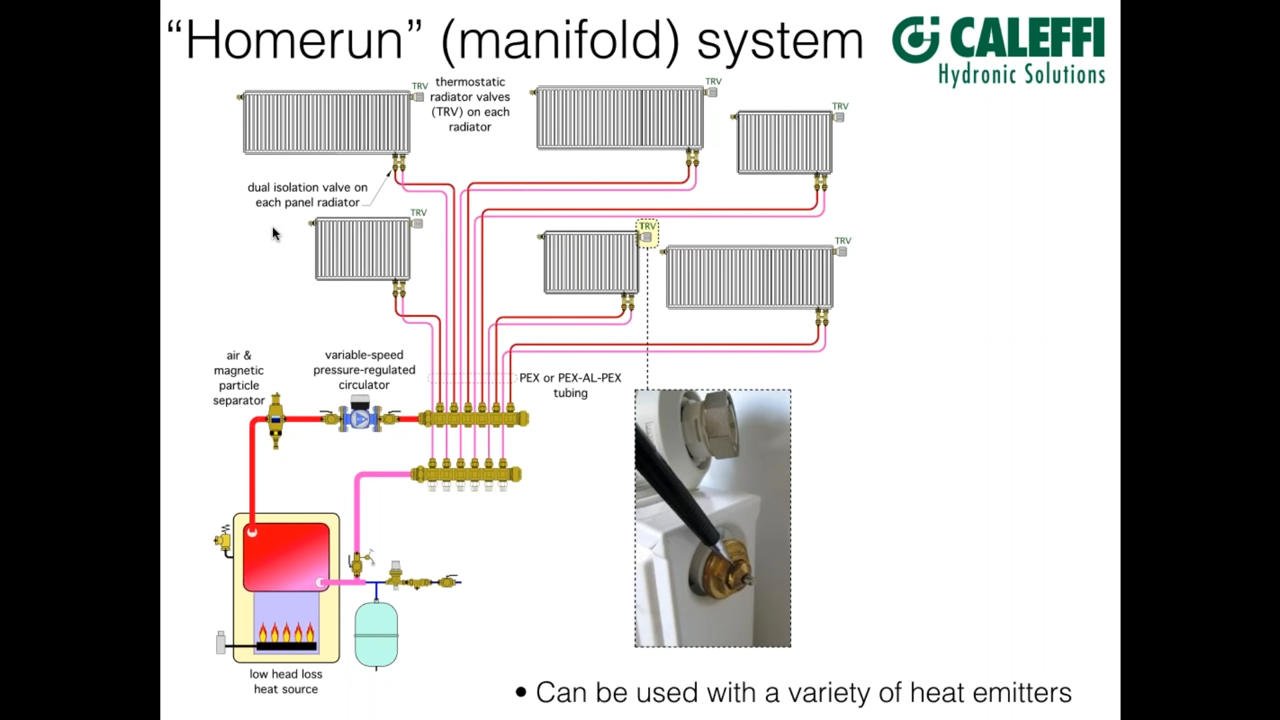 “Homerun” (manifold) system
CALEFFI
Hydronic Solutions
TRV
thermostatic
radiator valves
(TRV) on each
radiator
TRV
TRV
dual isolation valve on
each panel radiator
TRV
TRV
TRV
air &
magnetic
particle
separator
variable-speed
pressure-regulated
circulator
PEX or PEX-AL-PEX
tubing
low head loss
heat source
• Can be used with a variety of heat emitters